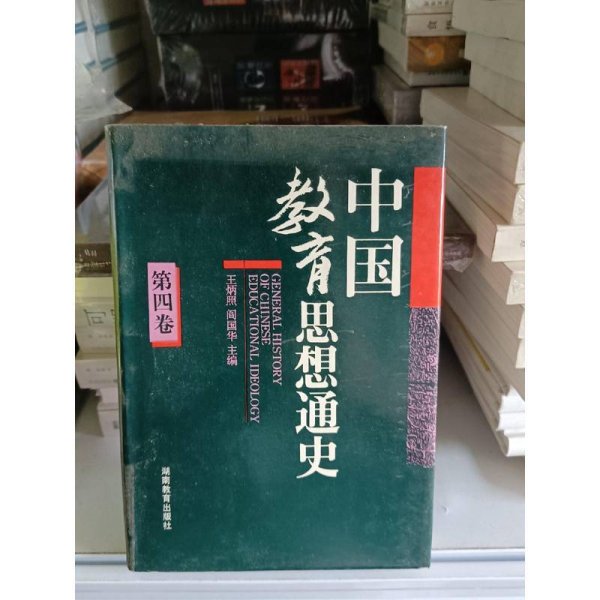 中国
教育思想通史
GENERAL HISTORY
OF CHINESE
EDUCATIONAL IDEOLOGY
王炳照 阎国华 主编
第四卷
湖南教育出版社